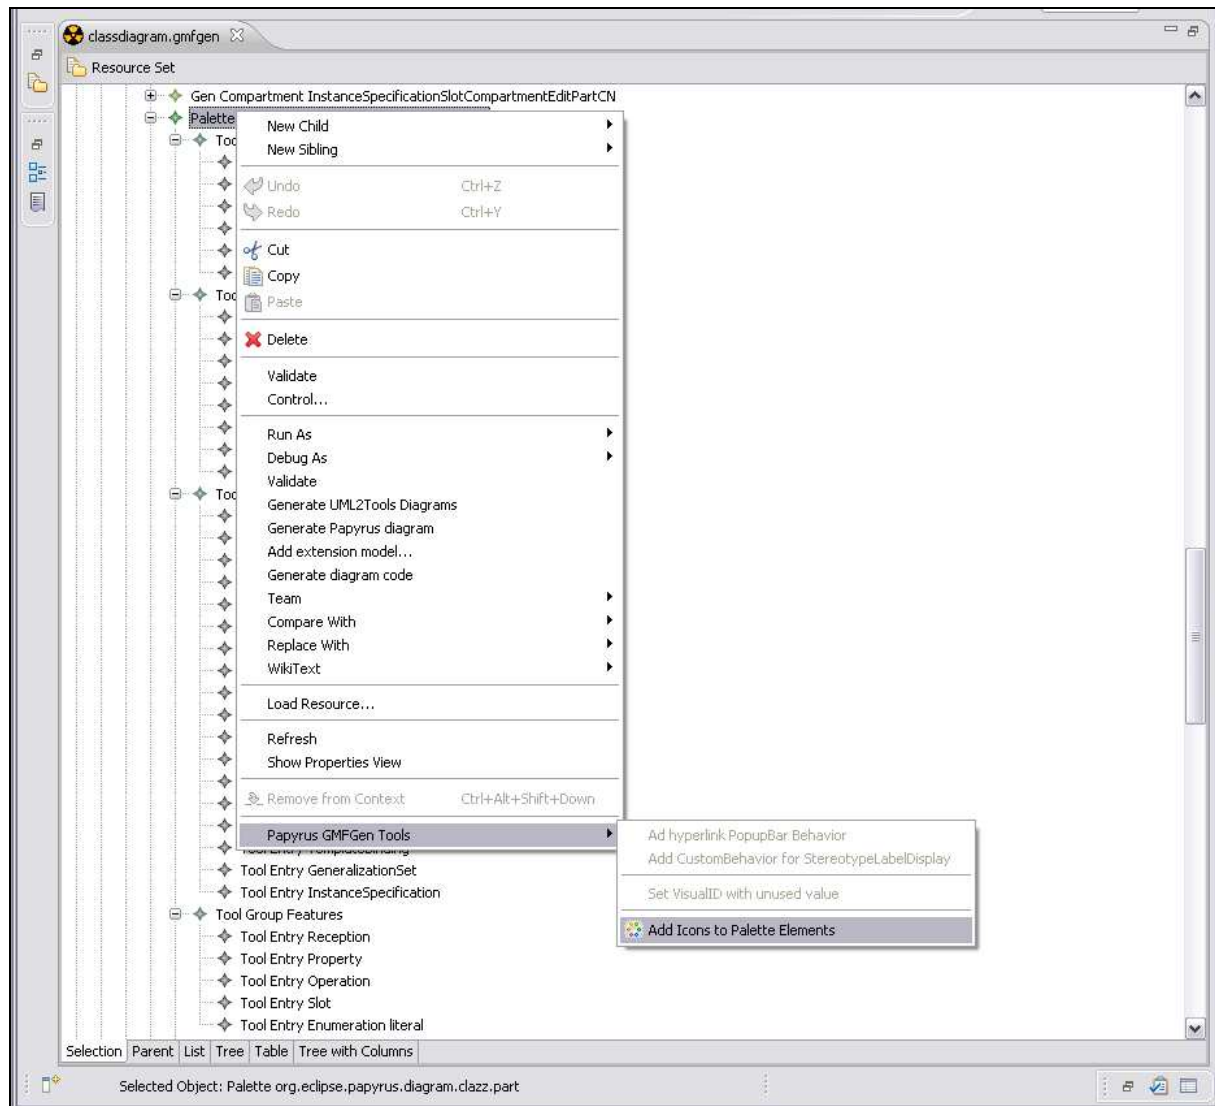 classdiagram.gmfgen
Resource Set
Gen Compartment InstanceSpecificationSlotCompartmentEditPartCN
Palette
New Child
New Sibling
Undo Ctrl+Z
Redo Ctrl+Y
Cut
Copy
Paste
Delete
Validate
Control...
Run As
Debug As
Validate
Generate UML2Tools Diagrams
Generate Papyrus diagram
Add extension model...
Generate diagram code
Team
Compare With
Replace With
WikiText
Load Resource...
Refresh
Show Properties View
Remove from Context Ctrl+Alt+Shift+Down
Papyrus GMFGen Tools
Ad hyperlink PopupBar Behavior
Add CustomBehavior for StereotypeLabelDisplay
Set VisualID with unused value
Add Icons to Palette Elements
Tool Entry GeneralizationSet
Tool Entry InstanceSpecification
Tool Group Features
Tool Entry Reception
Tool Entry Property
Tool Entry Operation
Tool Entry Slot
Tool Entry Enumeration literal
Selection Parent List Tree Table Tree with Columns
Selected Object: Palette org.eclipse.papyrus.diagram.clazz.part